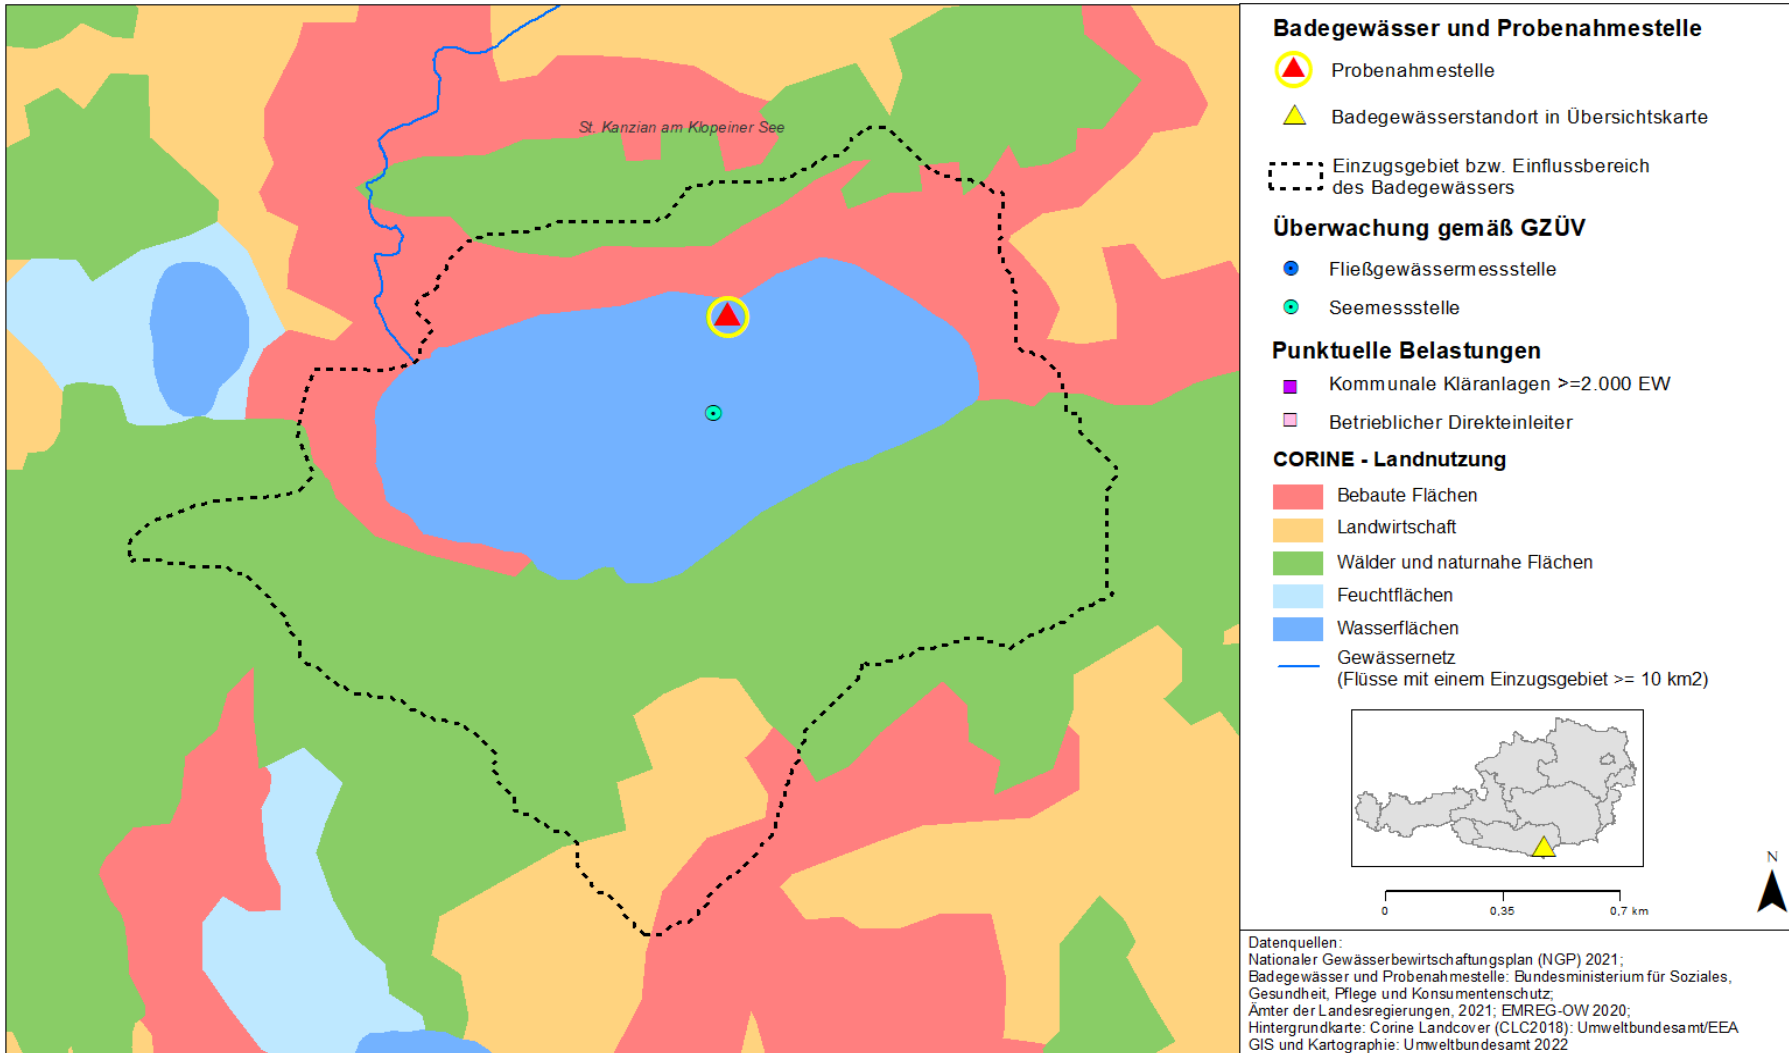 St. Kanzian am Klopeiner See
Badegewässer und Probenahmestelle
Probenahmestelle
Badegewässerstandort in Übersichtskarte
Einzugsgebiet bzw. Einflussbereich
des Badegewässers
Überwachung gemäß GZÜV
Fließgewässermessstelle
Seemessstelle
Punktuelle Belastungen
Kommunale Kläranlagen >=2.000 EW
Betrieblicher Direkteinleiter
CORINE - Landnutzung
Bebaute Flächen
Landwirtschaft
Wälder und naturnahe Flächen
Feuchtflächen
Wasserflächen
Gewässernetz
(Flüsse mit einem Einzugsgebiet >= 10 km2)
N
0 0,35 0,7 km
Datenquellen:
Nationaler Gewässerbewirtschaftungsplan (NGP) 2021;
Badegewässer und Probenahmestelle: Bundesministerium für Soziales,
Gesundheit, Pflege und Konsumentenschutz;
Ämter der Landesregierungen, 2021; EMREG-OW 2020;
Hintergrundkarte: Corine Landcover (CLC2018): Umweltbundesamt/EEA
GIS und Kartographie: Umweltbundesamt 2022